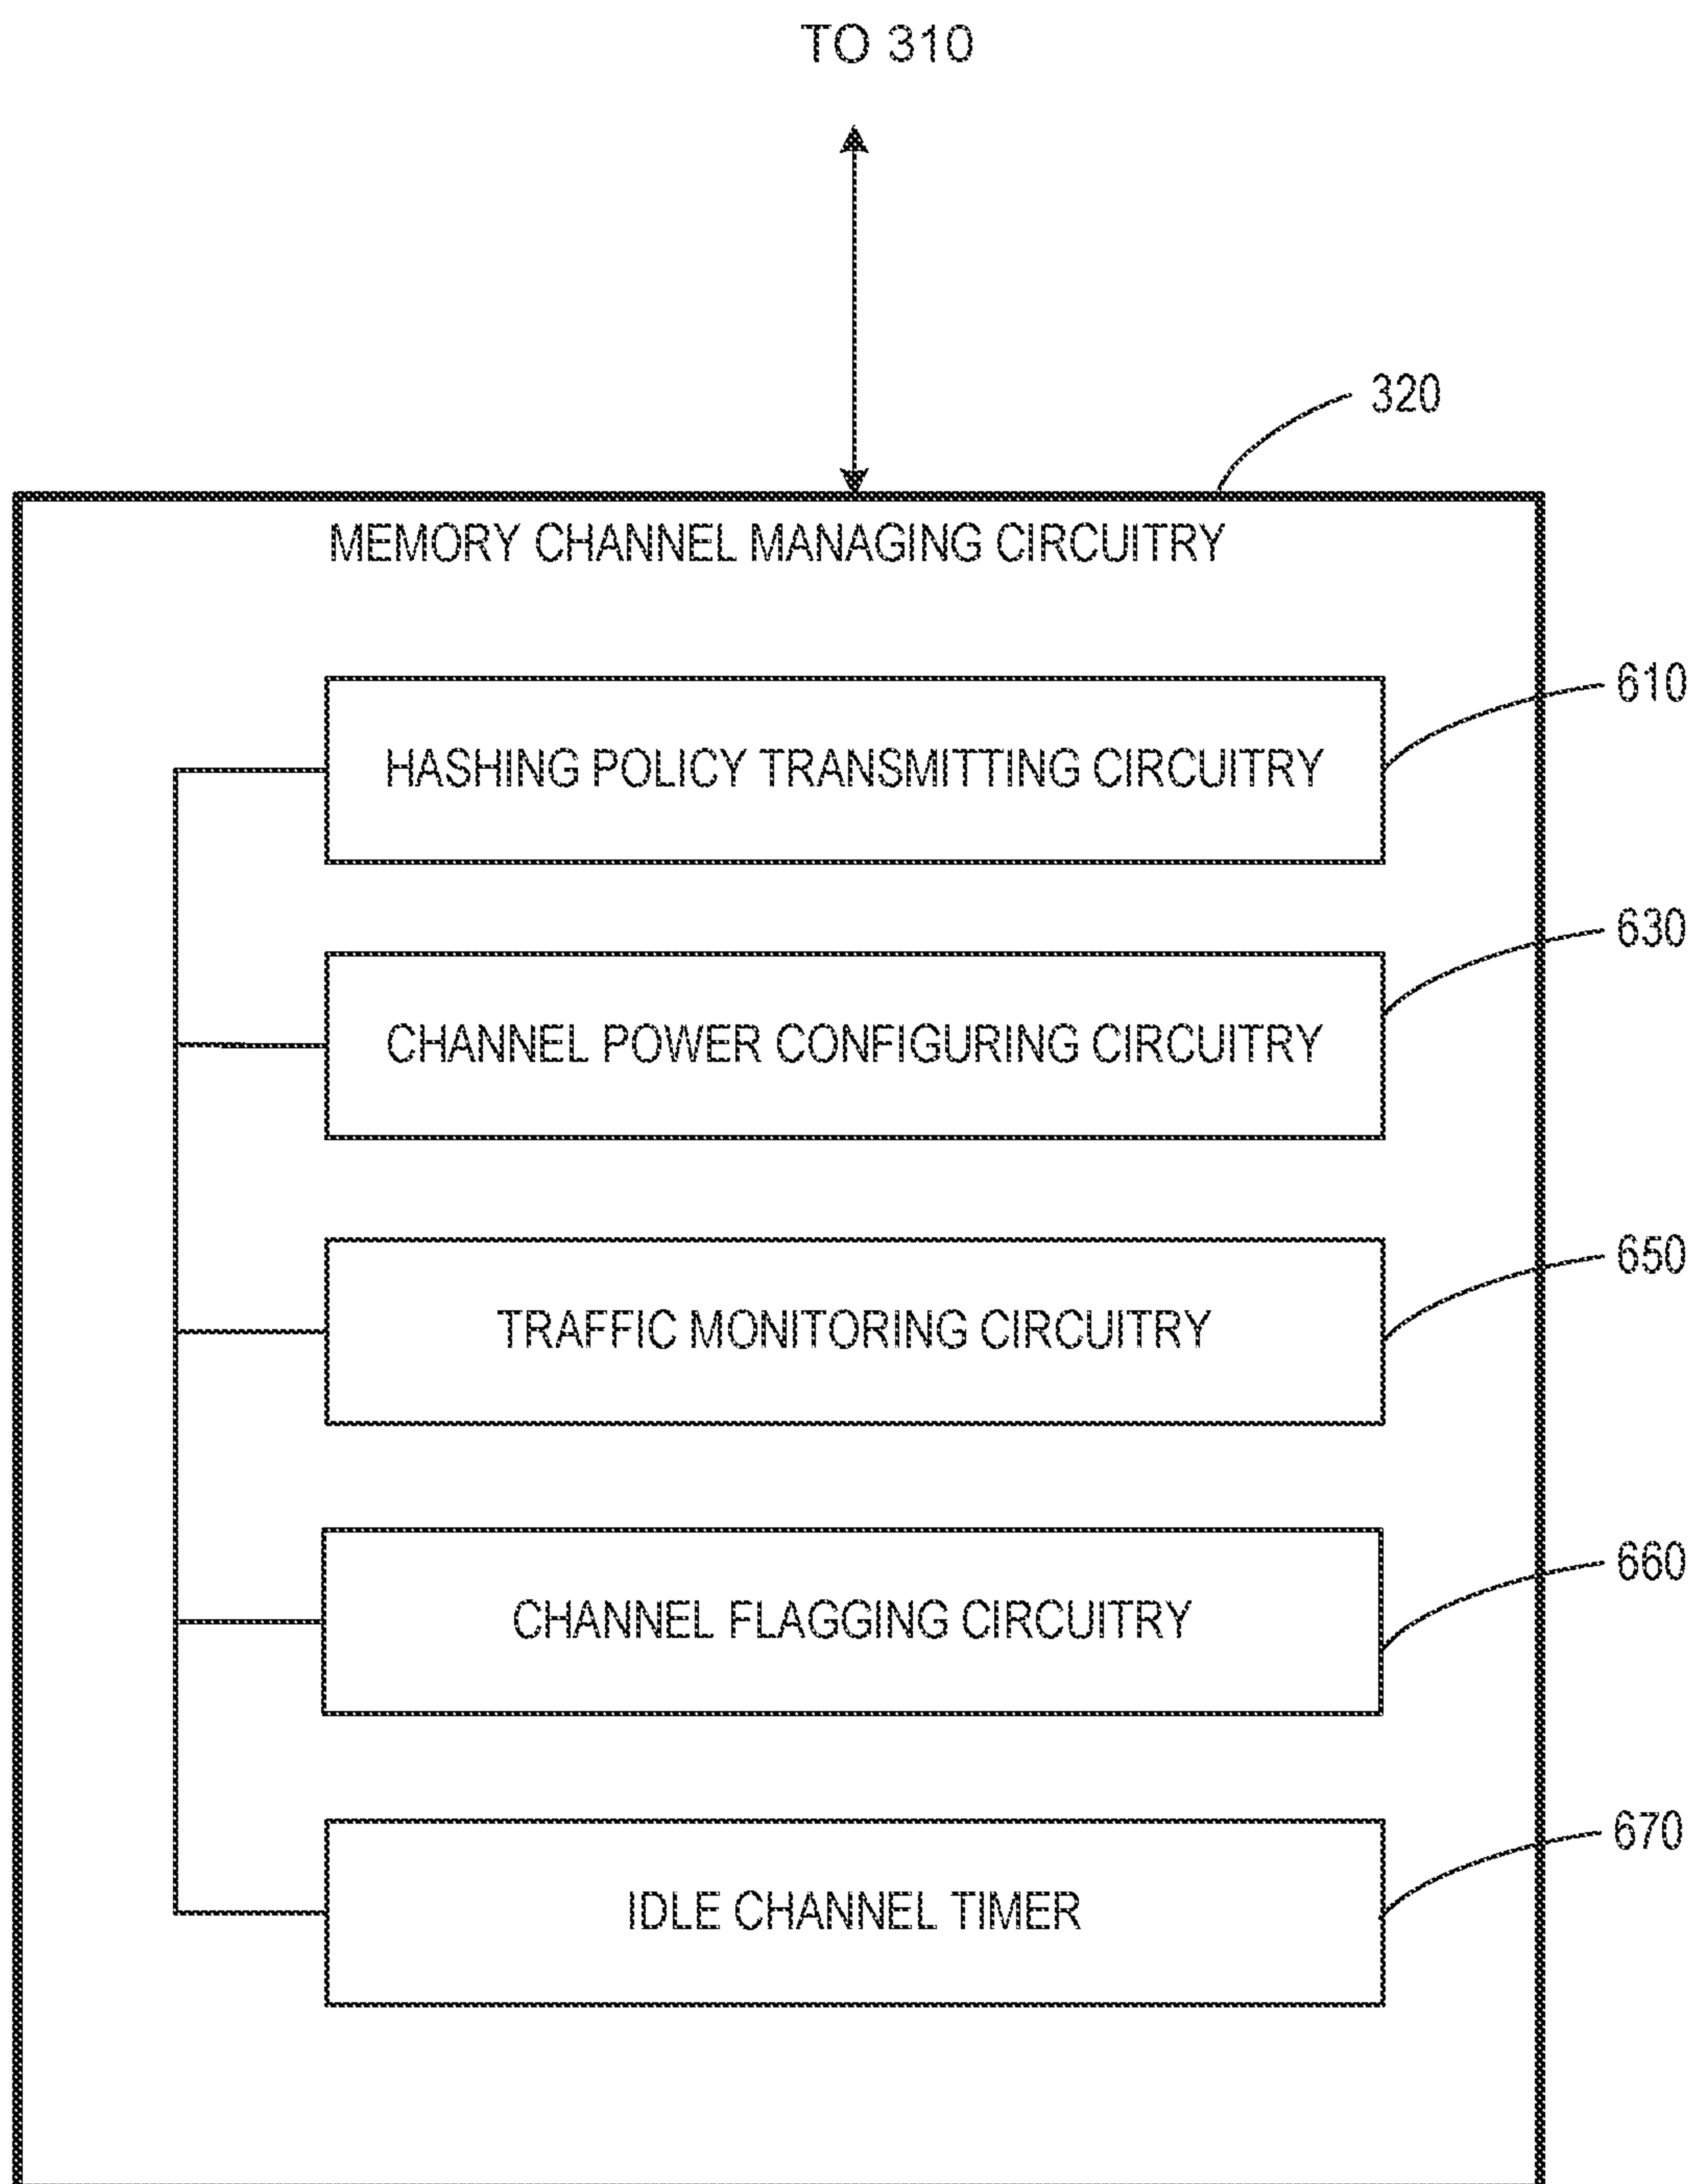 TO 310
320
MEMORY CHANNEL MANAGING CIRCUITRY
610
HASHING POLICY TRANSMITTING CIRCUITRY
630
CHANNEL POWER CONFIGURING CIRCUITRY
650
TRAFFIC MONITORING CIRCUITRY
660
CHANNEL FLAGGING CIRCUITRY
670
IDLE CHANNEL TIMER